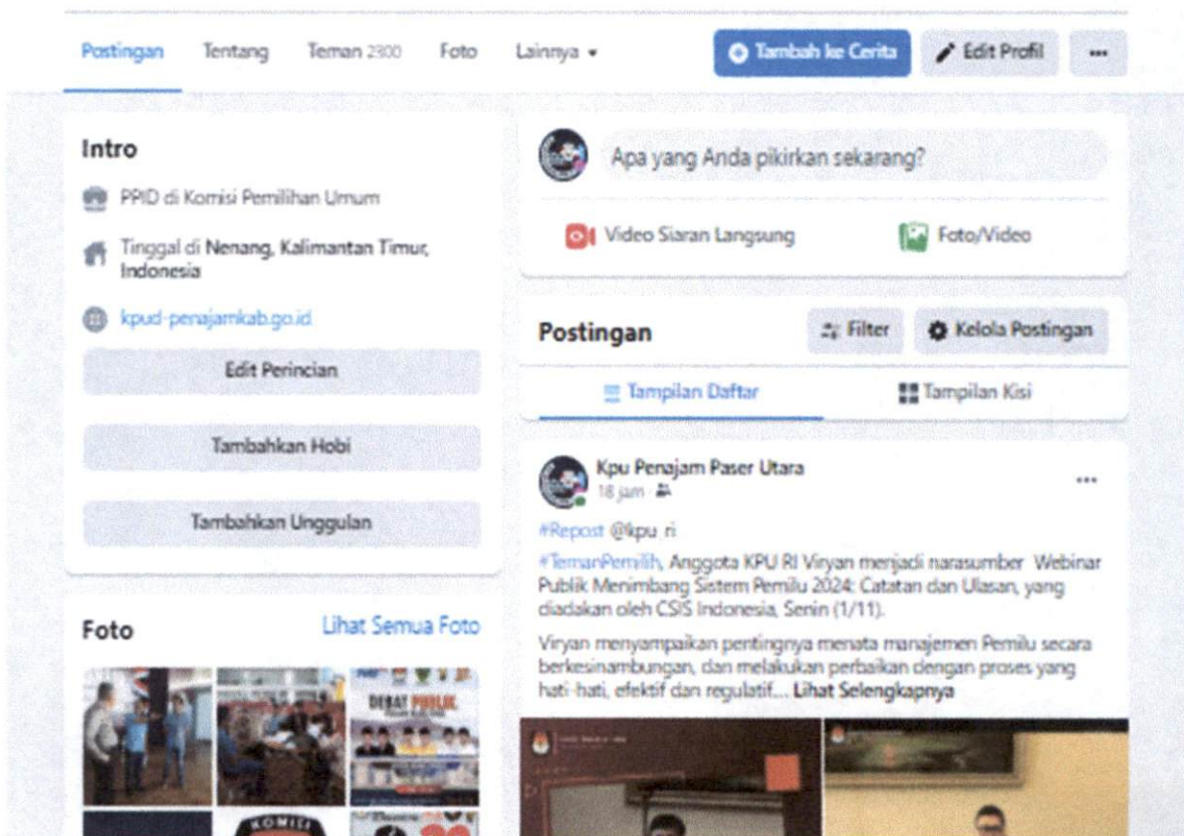 Postingan Tentang Teman 2300 Foto Lainnya
Tambah ke Cerita Edit Profil ...
Intro
PPID di Komisi Pemilihan Umum
Tinggal di Nenang, Kalimantan Timur,
Indonesia
kpud-penajamkab.go.id
Edit Perincian
Tambahkan Hobi
Tambahkan Unggulan
Foto
Lihat Semua Foto
DEBAT PUBLIK
KOMISI
Apa yang Anda pikirkan sekarang?
Video Siaran Langsung Foto/Video
Postingan
Filter Kelola Postingan
Tampilan Daftar Tampilan Kisi
Kpu Penajam Paser Utara
18 jam ·
...
#Repost @kpu_ri
#TemanPemilih, Anggota KPU RI Viryan menjadi narasumber Webinar
Publik Menimbang Sistem Pemilu 2024: Catatan dan Ulasan, yang
diadakan oleh CSIS Indonesia, Senin (1/11).
Viryan menyampaikan pentingnya menata manajemen Pemilu secara
berkesinambungan, dan melakukan perbaikan dengan proses yang
hati-hati, efektif dan regulatif... Lihat Selengkapnya